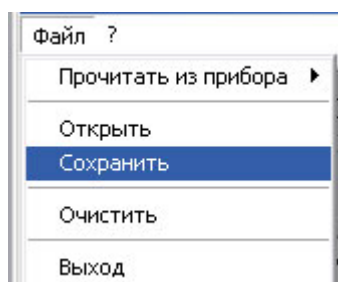 Файл ?
Прочитать из прибора
Открыть
Сохранить
Очистить
Выход